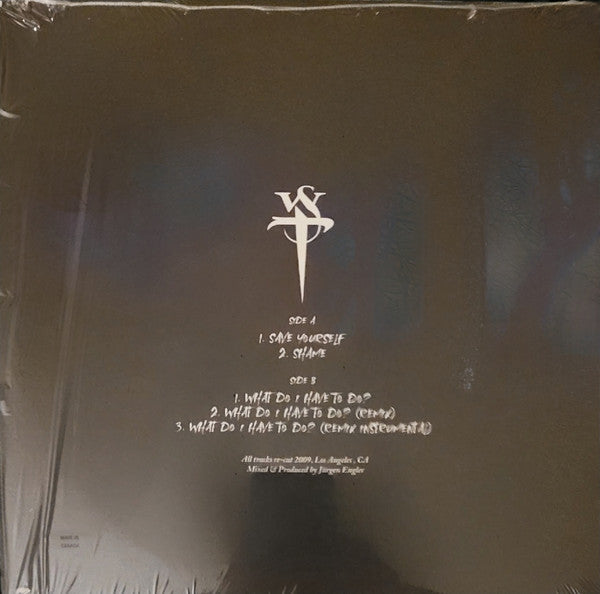 SIDE A
1. SAVE YOURSELF
2. SHAME
SIDE B
1. WHAT DO I HAVE TO DO?
2. WHAT DO I HAVE TO DO? (REMIX)
3. WHAT DO I HAVE TO DO? (REMIX INSTRUMENTAL)
All tracks re-cut 2009, Los Angeles, CA
Mixed & Produced by Jürgen Engler
MADE IN
CANADA